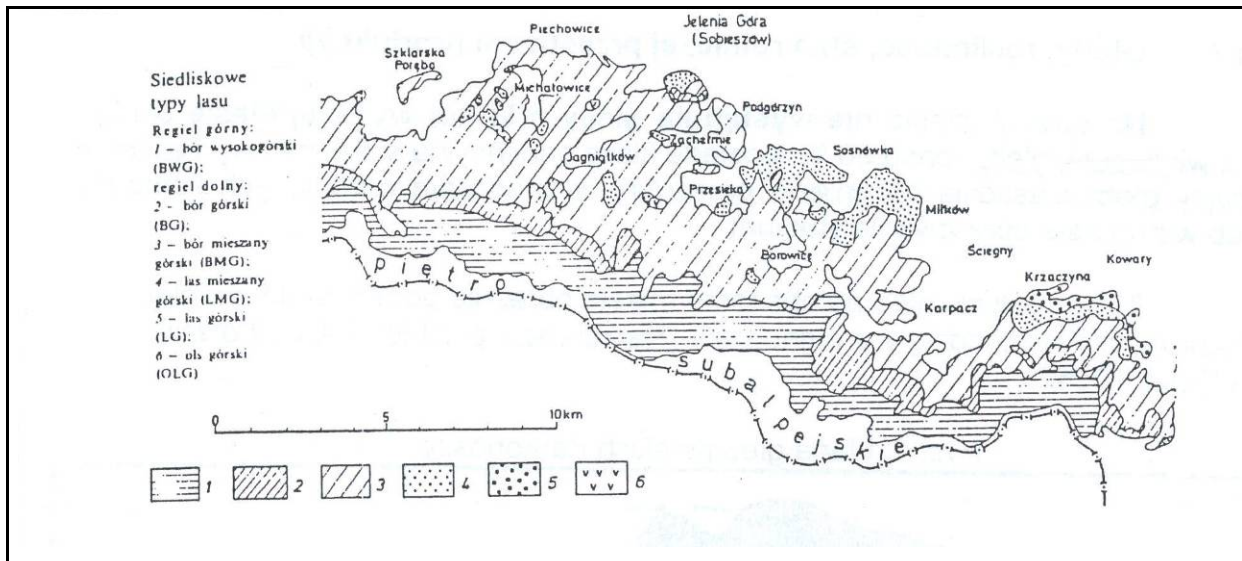 Piechowice
Jelenia Góra
(Sobieszów)
Szklarska
Poręba
Siedliskowe
typy lasu
Michałowice
Podgórzyn
Regiel górny:
1 - bór wysokogórski
(BWG);
regiel dolny:
2 - bór górski
(BG);
3 - bór mieszany
górski (BMG);
4 - las mieszany
górski (LMG);
5 - las górski
(LG);
6 - ols górski
(OLG)
Zachełmie
Sosnówka
Jagniątków
Przesieka
Miłków
Borowice
Ściegny
Kowary
Krzaczyna
Karpacz
piętro
subalpejskie
0 5 10 km
1 2 3 4 5 6